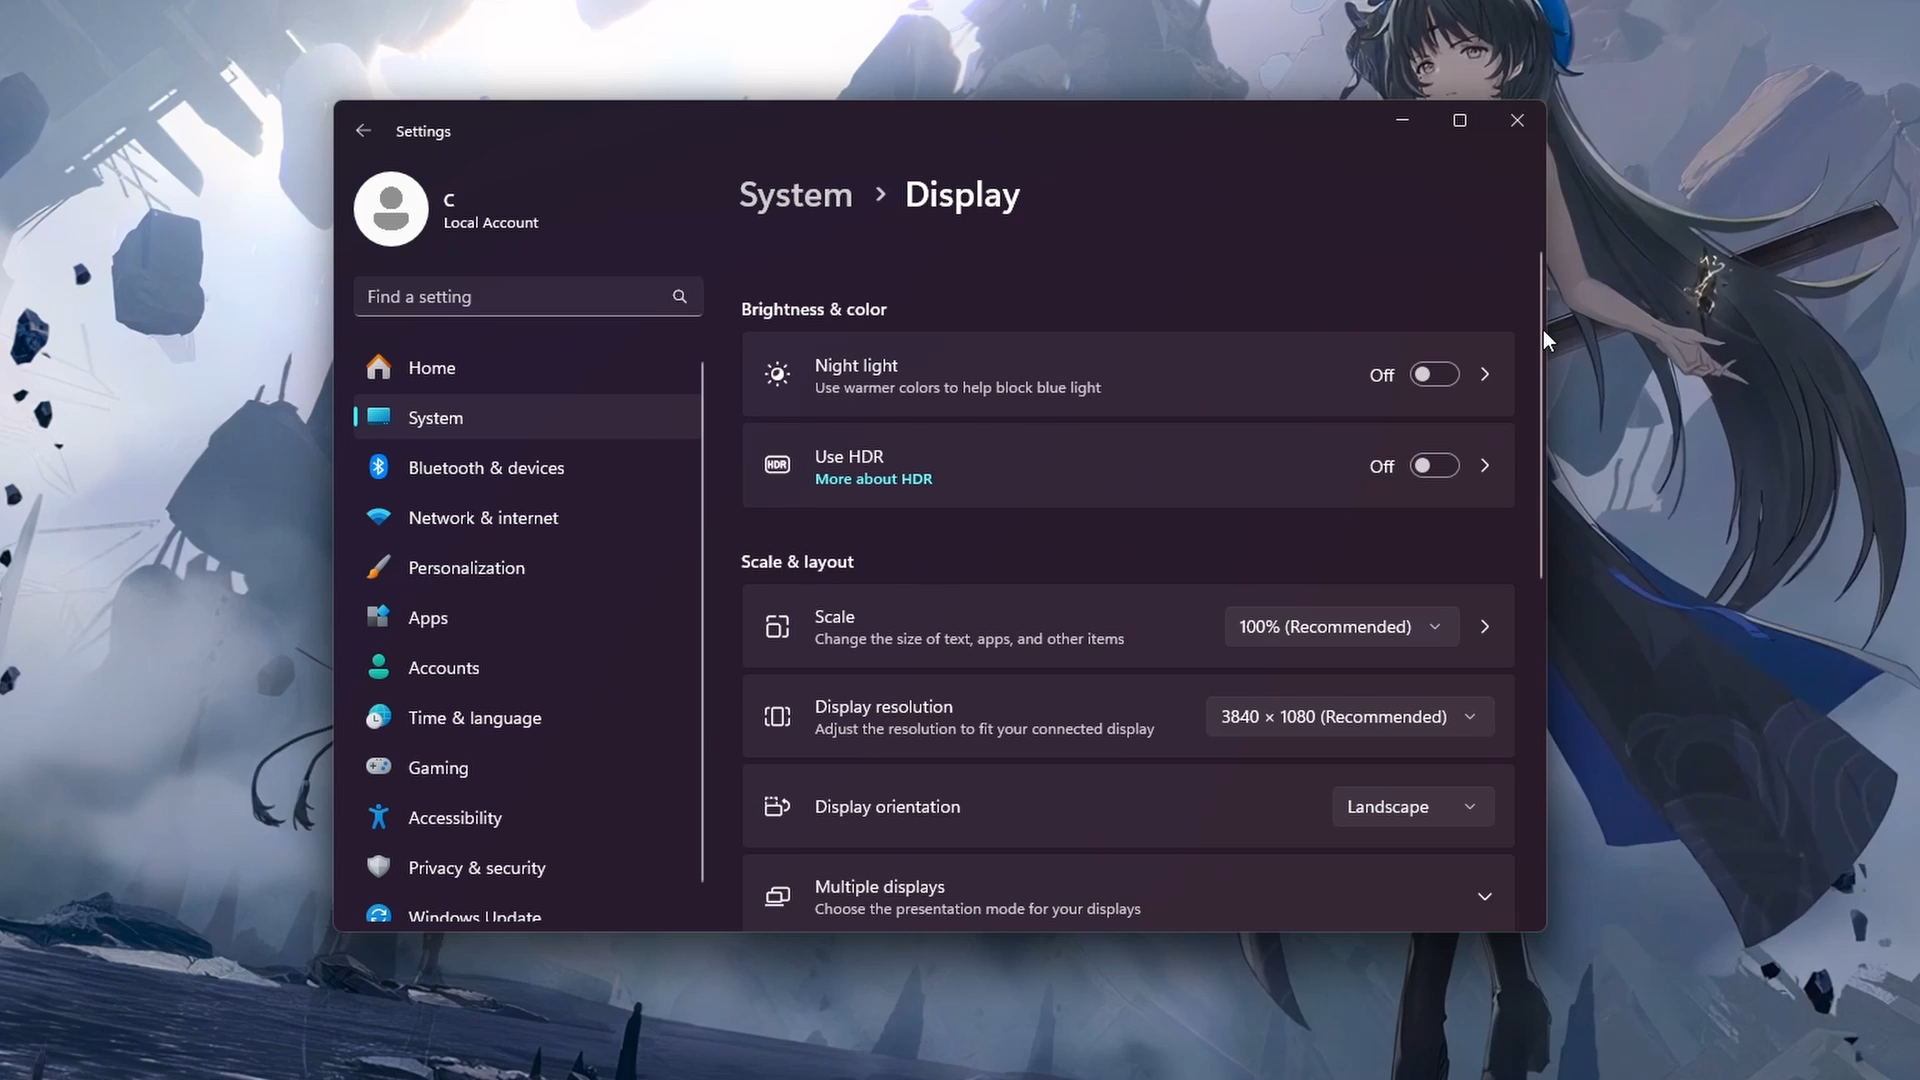 Settings
C
Local Account
Find a setting
Home
System
Bluetooth & devices
Network & internet
Personalization
Apps
Accounts
Time & language
Gaming
Accessibility
Privacy & security
Windows Update
System > Display
Brightness & color
Night light
Use warmer colors to help block blue light
Off
HDR
Use HDR
More about HDR
Off
Scale & layout
Scale
Change the size of text, apps, and other items
100% (Recommended)
Display resolution
Adjust the resolution to fit your connected display
3840 × 1080 (Recommended)
Display orientation
Landscape
Multiple displays
Choose the presentation mode for your displays